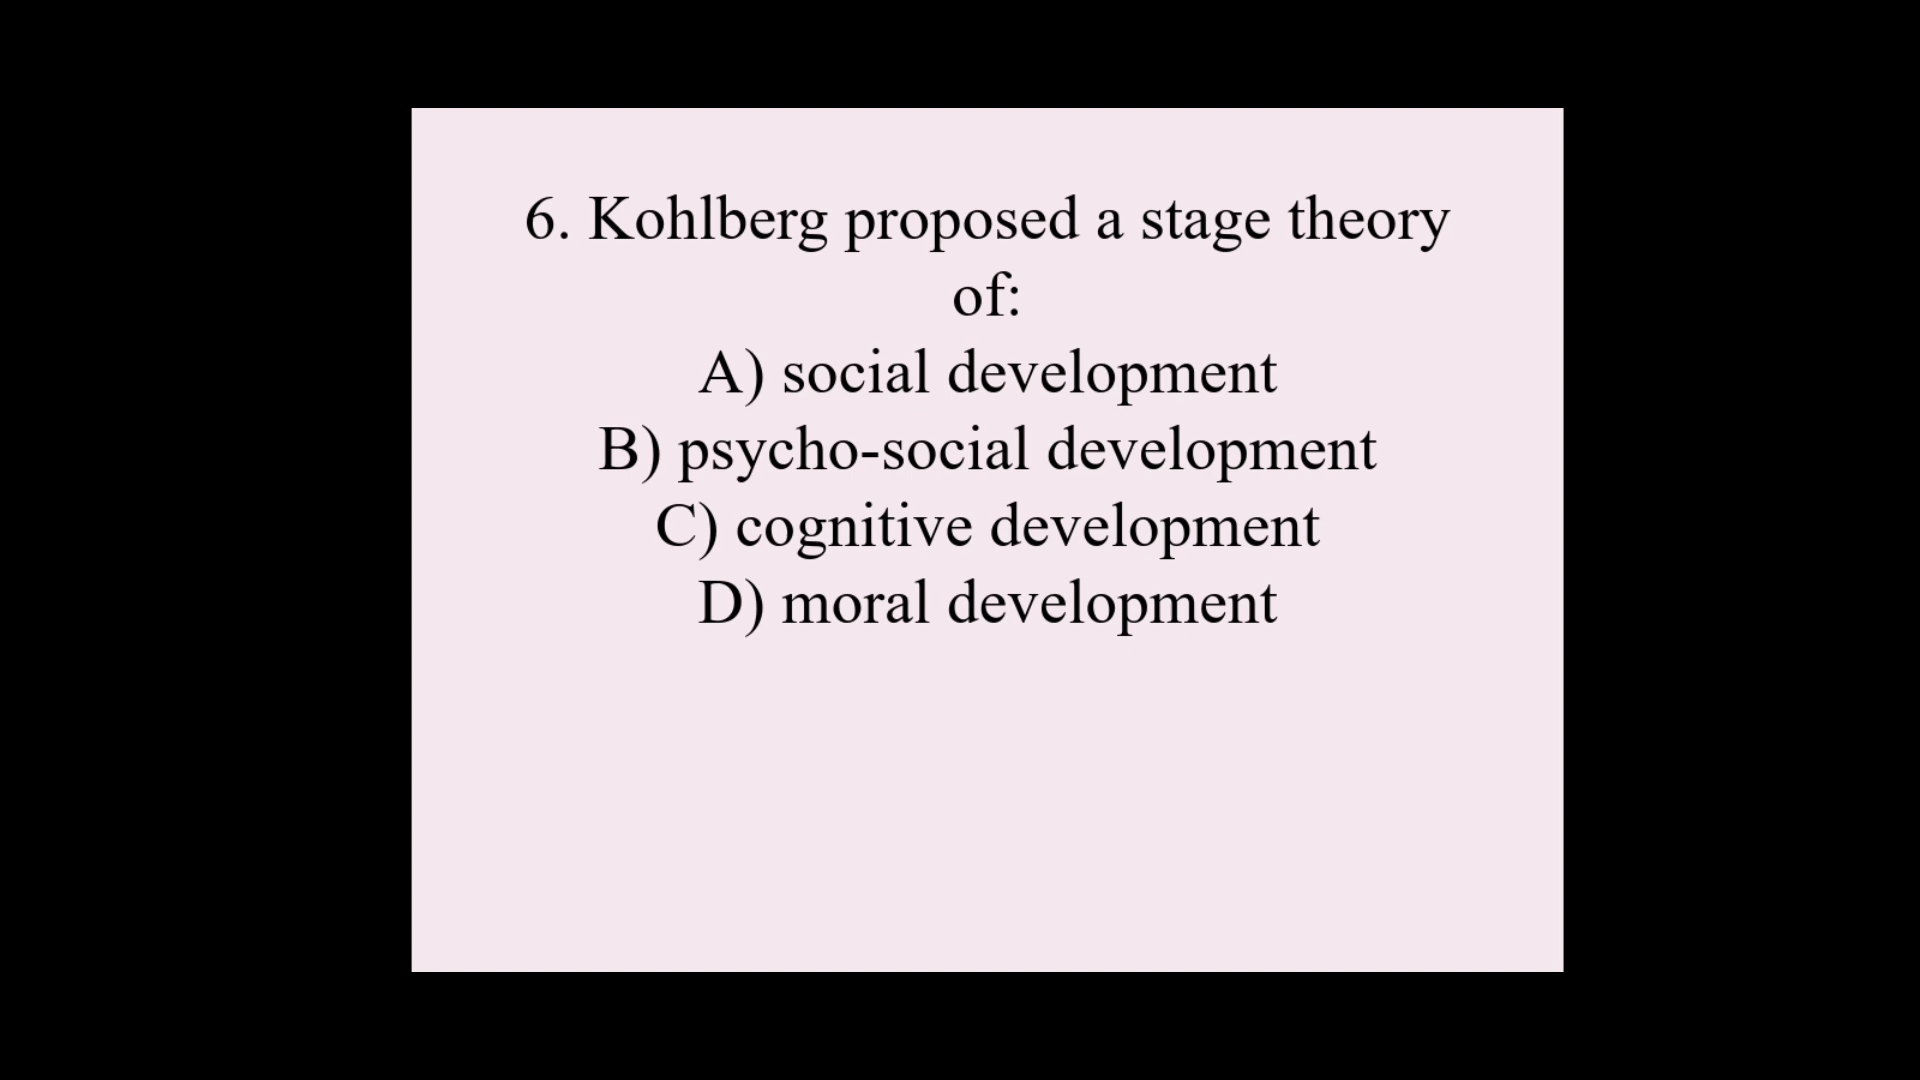 6. Kohlberg proposed a stage theory
of:
A) social development
B) psycho-social development
C) cognitive development
D) moral development